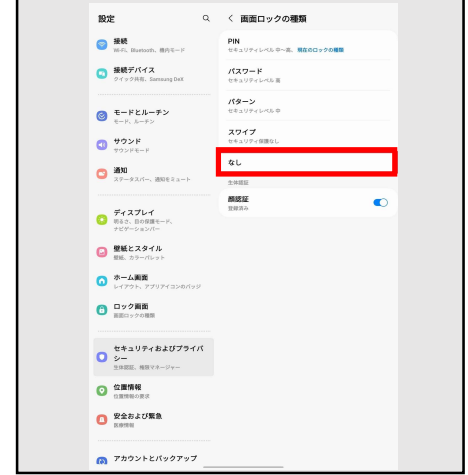 設定
接続
Wi-Fi、Bluetooth、機内モード
接続デバイス
クイック共有、Samsung DeX
モードとルーチン
モード、ルーチン
サウンド
サウンドモード
通知
ステータスバー、通知をミュート
ディスプレイ
明るさ、目の保護モード、
ナビゲーションバー
壁紙とスタイル
壁紙、カラーパレット
ホーム画面
レイアウト、アプリアイコンのバッジ
ロック画面
画面ロックの種類
セキュリティおよびプライバ
シー
生体認証、権限マネージャー
位置情報
位置情報の要求
安全および緊急
医療情報
アカウントとバックアップ
画面ロックの種類
PIN
セキュリティレベル 中〜高、現在のロックの種類
パスワード
セキュリティレベル 高
パターン
セキュリティレベル 中
スワイプ
セキュリティ保護なし
なし
生体認証
顔認証
登録済み